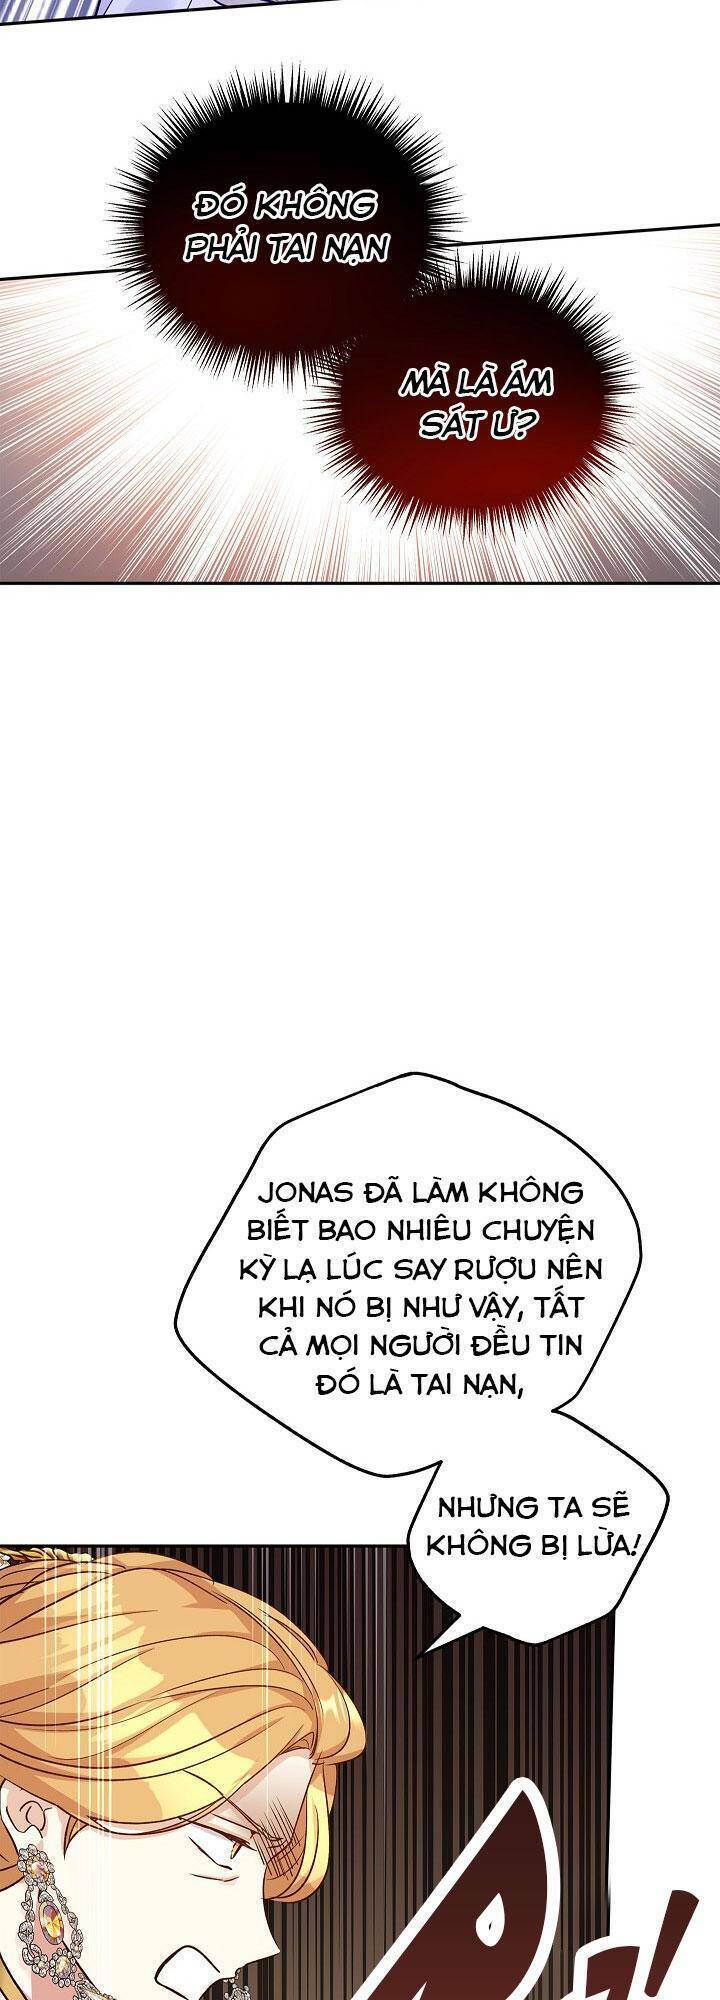 ĐÓ KHÔNG
PHẢI TAI NẠN
MÀ LÀ ÁM
SÁT Ư?
JONAS ĐÃ LÀM KHÔNG
BIẾT BAO NHIÊU CHUYỆN
KỲ LẠ LÚC SAY RƯỢU NÊN
KHI NÓ BỊ NHƯ VẬY, TẤT
CẢ MỌI NGƯỜI ĐỀU TIN
ĐÓ LÀ TAI NẠN,
NHƯNG TA SẼ
KHÔNG BỊ LỪA!